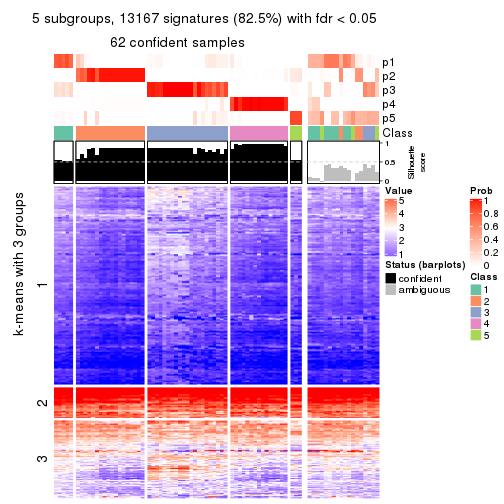 5 subgroups, 13167 signatures (82.5%) with fdr < 0.05
62 confident samples
p1
p2
p3
p4
p5
Class
1
0.5
0
Silhouette
score
k-means with 3 groups
1
2
3
Value
5
4
3
2
1
Status (barplots)
confident
ambiguous
Prob
1
0.8
0.6
0.4
0.2
0
Class
1
2
3
4
5